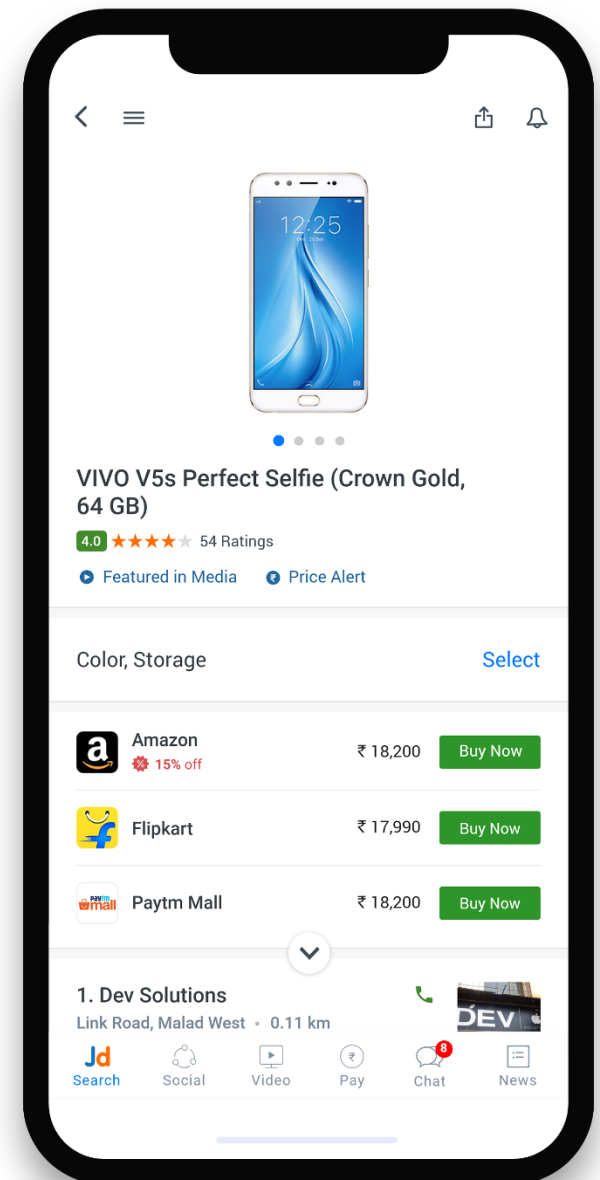 12:25
VIVO V5s Perfect Selfie (Crown Gold,
64 GB)
4.0 54 Ratings
Featured in Media ₹ Price Alert
Color, Storage Select
a Amazon ₹ 18,200 Buy Now
% 15% off
f Flipkart ₹ 17,990 Buy Now
paytm mall Paytm Mall ₹ 18,200 Buy Now
1. Dev Solutions
Link Road, Malad West • 0.11 km
DEV
Jd ₹ 8
Search Social Video Pay Chat News